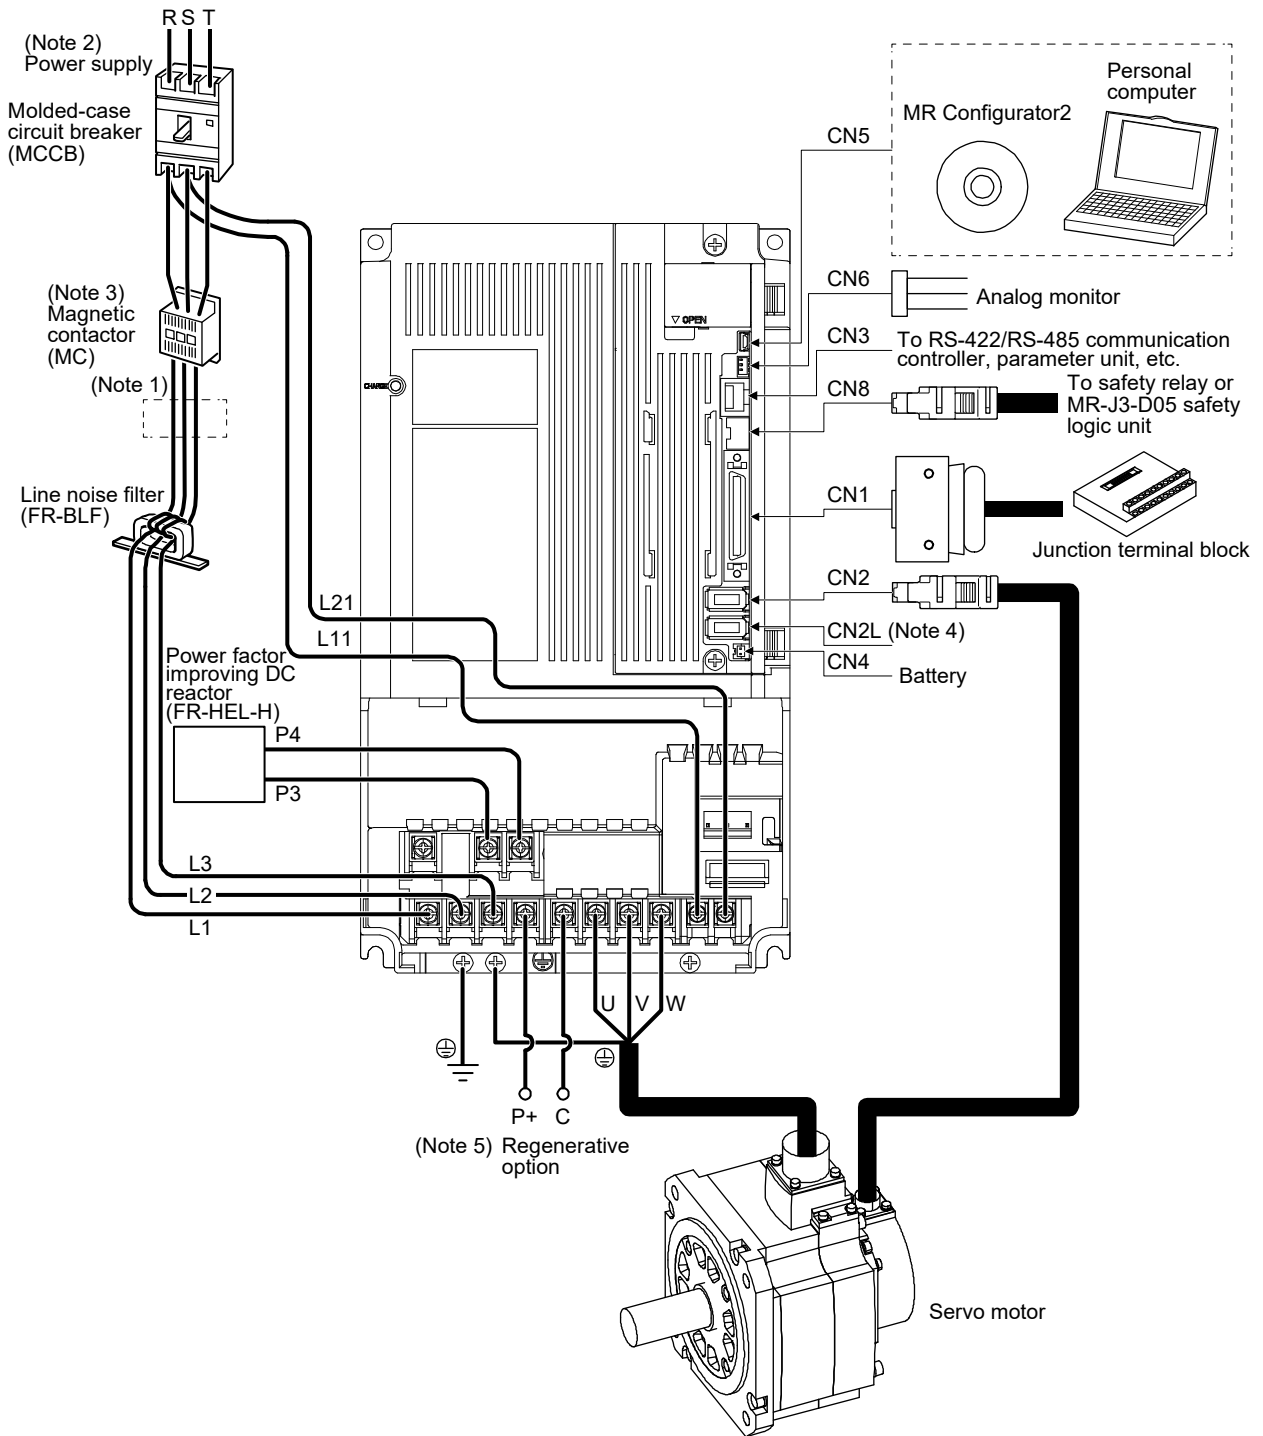 R S T
(Note 2)
Power supply
Molded-case
circuit breaker
(MCCB)
(Note 3)
Magnetic
contactor
(MC)
(Note 1)
Line noise filter
(FR-BLF)
L21
L11
Power factor
improving DC
reactor
(FR-HEL-H)
P4
P3
L3
L2
L1
CHARGE
▽ OPEN
CN5
MR Configurator2
Personal
computer
CN6
Analog monitor
CN3
To RS-422/RS-485 communication
controller, parameter unit, etc.
CN8
To safety relay or
MR-J3-D05 safety
logic unit
CN1
Junction terminal block
CN2
CN2L (Note 4)
CN4
Battery
U V W
P+ C
(Note 5) Regenerative
option
Servo motor